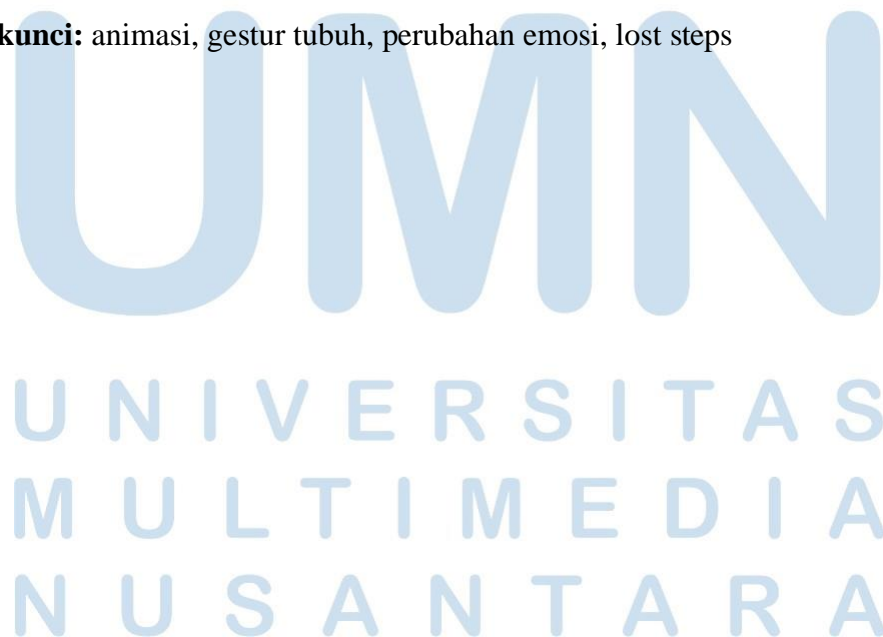 kunci: animasi, gestur tubuh, perubahan emosi, lost steps
UMN
UNIVERSITAS
MULTIMEDIA
NUSANTARA